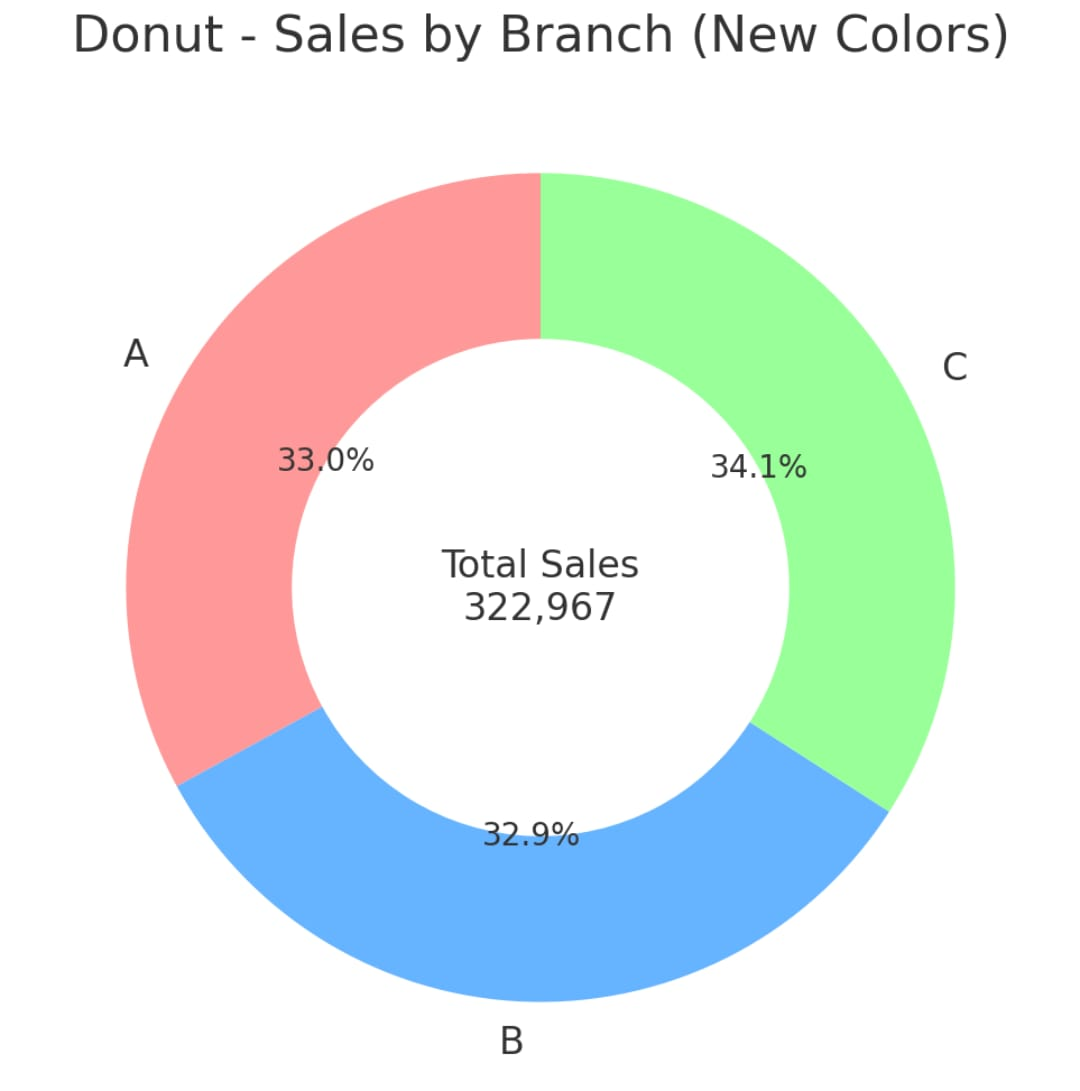 Donut - Sales by Branch (New Colors)
A
C
33.0%
34.1%
Total Sales
322,967
32.9%
B